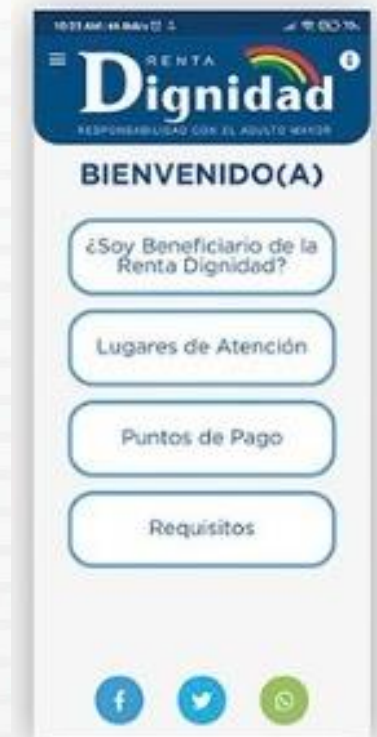 RENTA
Dignidad
RESPONSABILIDAD CON EL ADULTO MAYOR
BIENVENIDO(A)
¿Soy Beneficiario de la
Renta Dignidad?
Lugares de Atención
Puntos de Pago
Requisitos